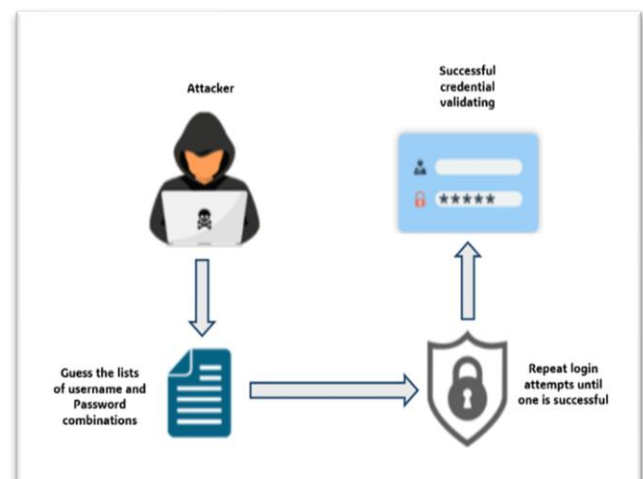 Attacker
Successful
credential
validating
*****
Guess the lists
of username and
Password
combinations
Repeat login
attempts until
one is successful